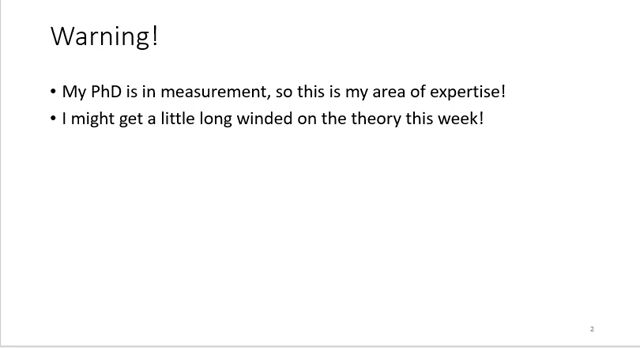 Warning!
• My PhD is in measurement, so this is my area of expertise!
• I might get a little long winded on the theory this week!
2